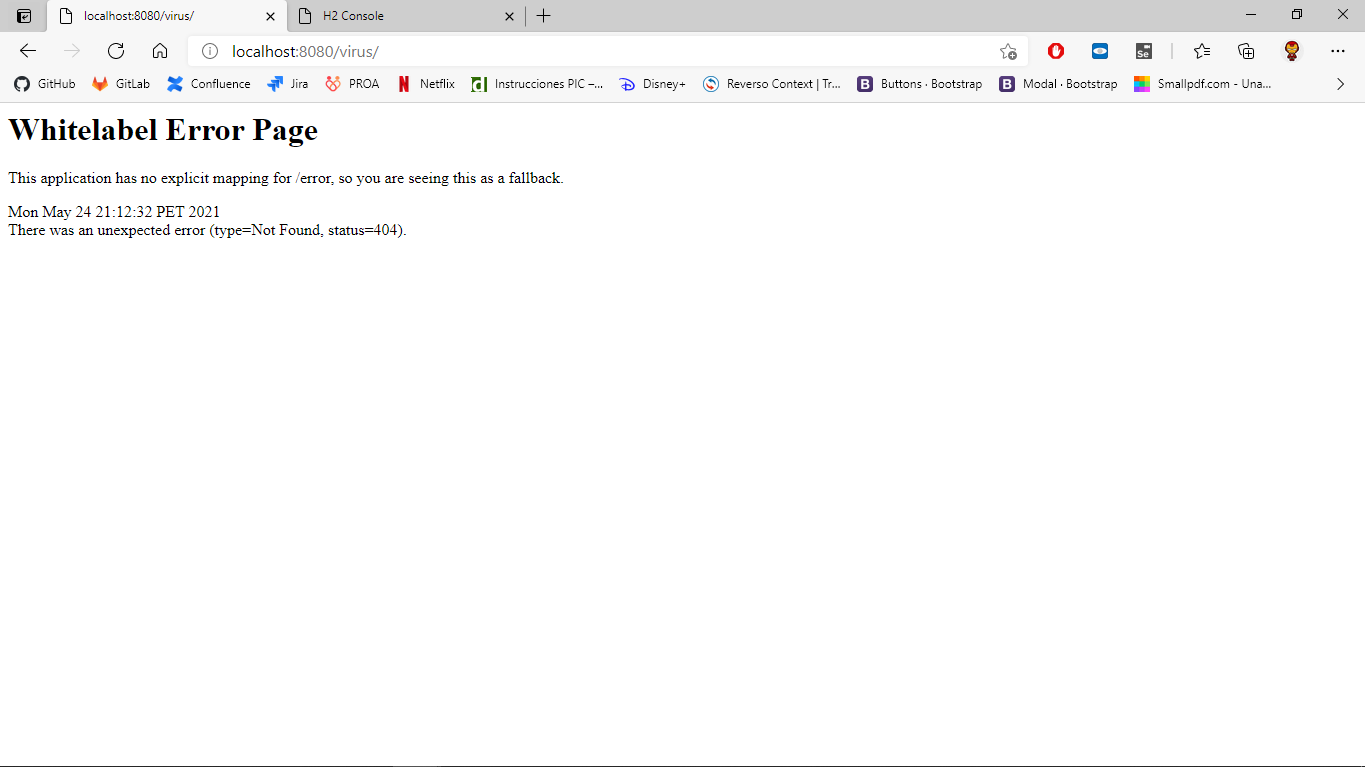 localhost:8080/virus/
H2 Console
localhost:8080/virus/
Se
GitHub
GitLab
Confluence
Jira
PROA
Netflix
Instrucciones PIC –...
Disney+
Reverso Context | Tr...
B
Buttons · Bootstrap
B
Modal · Bootstrap
Smallpdf.com - Una...
Whitelabel Error Page
This application has no explicit mapping for /error, so you are seeing this as a fallback.
Mon May 24 21:12:32 PET 2021
There was an unexpected error (type=Not Found, status=404).